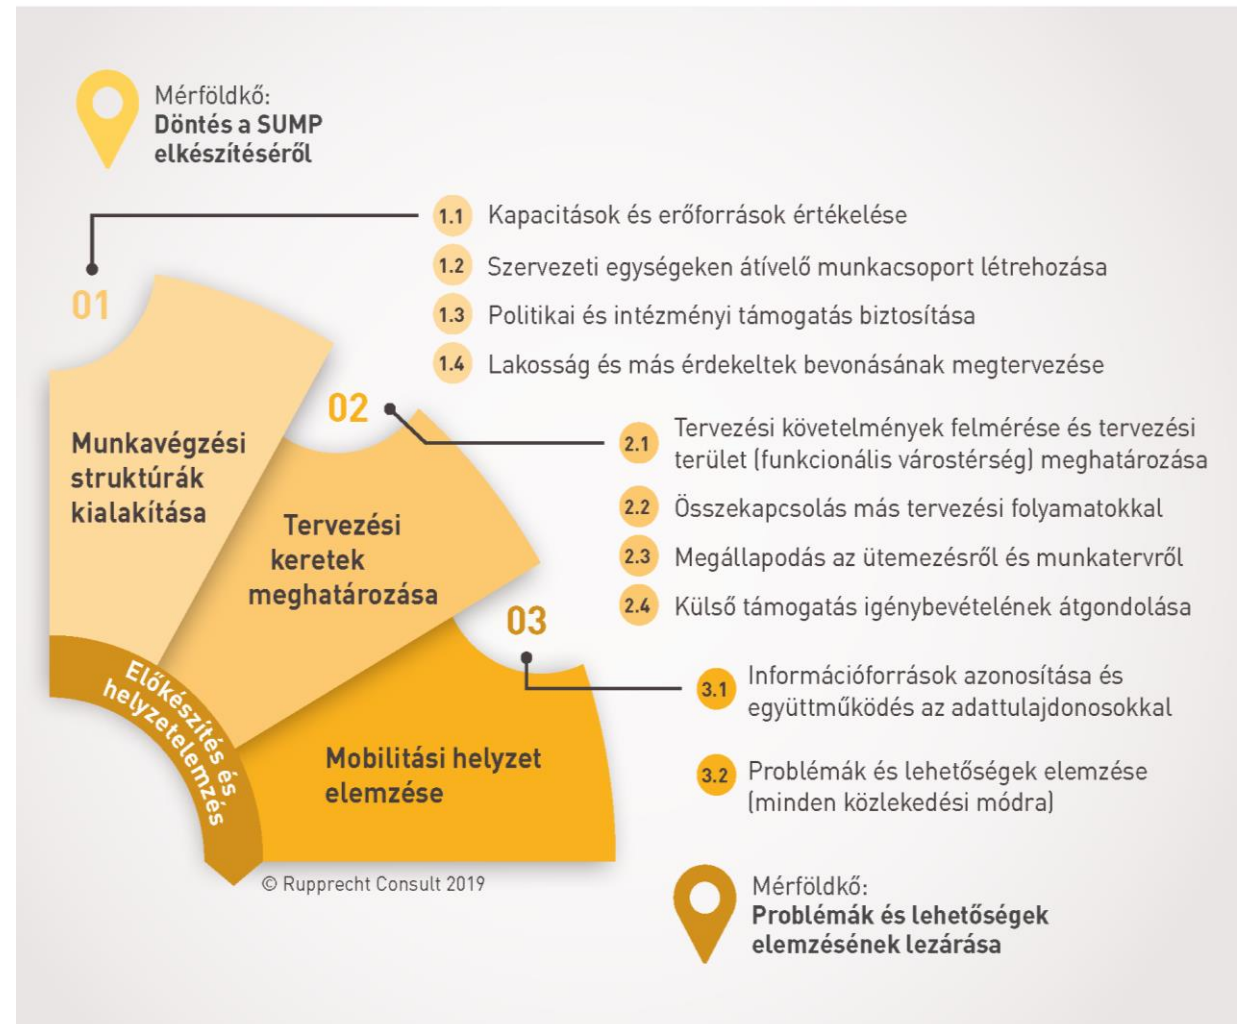 Mérföldkő:
Döntés a SUMP
elkészítéséről
01
Munkavégzési
struktúrák
kialakítása
1.1 Kapacitások és erőforrások értékelése
1.2 Szervezeti egységeken átívelő munkacsoport létrehozása
1.3 Politikai és intézményi támogatás biztosítása
1.4 Lakosság és más érdekeltek bevonásának megtervezése
02
Tervezési
keretek
meghatározása
2.1 Tervezési követelmények felmérése és tervezési
terület (funkcionális várostérség) meghatározása
2.2 Összekapcsolás más tervezési folyamatokkal
2.3 Megállapodás az ütemezésről és munkatervről
2.4 Külső támogatás igénybevételének átgondolása
03
Mobilitási helyzet
elemzése
3.1 Információforrások azonosítása és
együttműködés az adattulajdonosokkal
3.2 Problémák és lehetőségek elemzése
(minden közlekedési módra)
Előkészítés és
helyzetelemzés
© Rupprecht Consult 2019
Mérföldkő:
Problémák és lehetőségek
elemzésének lezárása